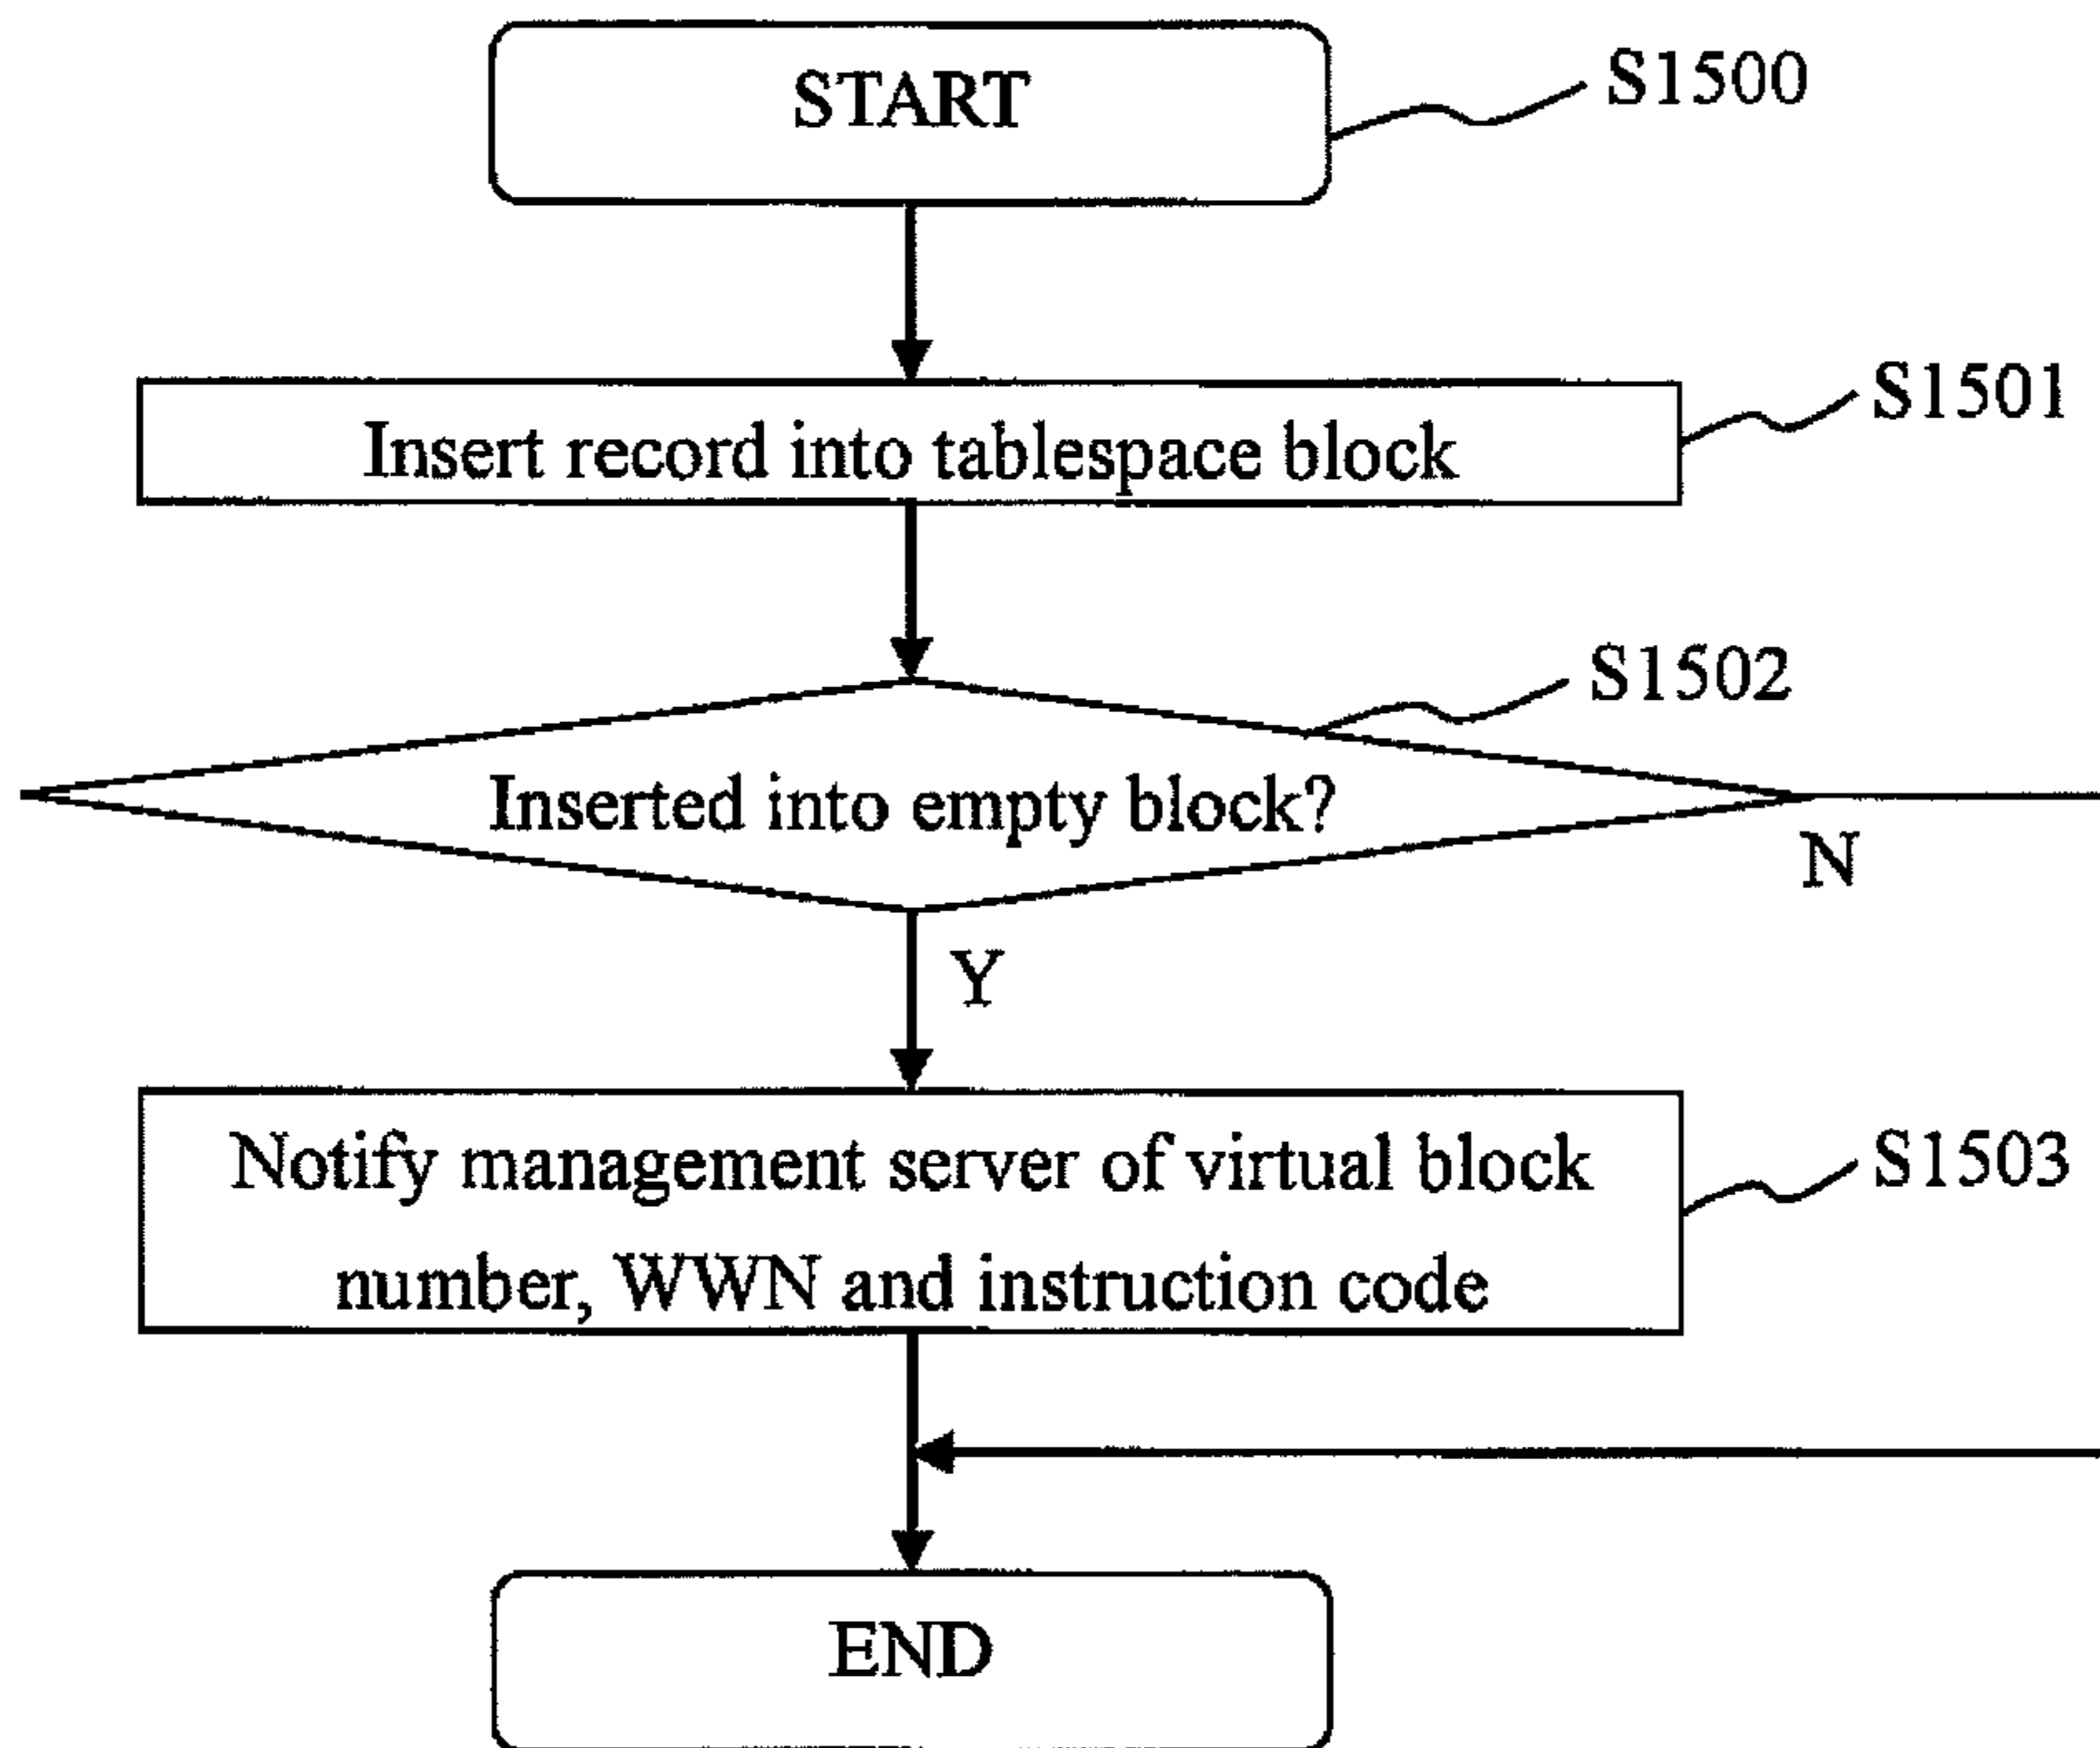 START
S1500
Insert record into tablespace block
S1501
S1502
Inserted into empty block?
N
Y
Notify management server of virtual block
number, WWN and instruction code
S1503
END